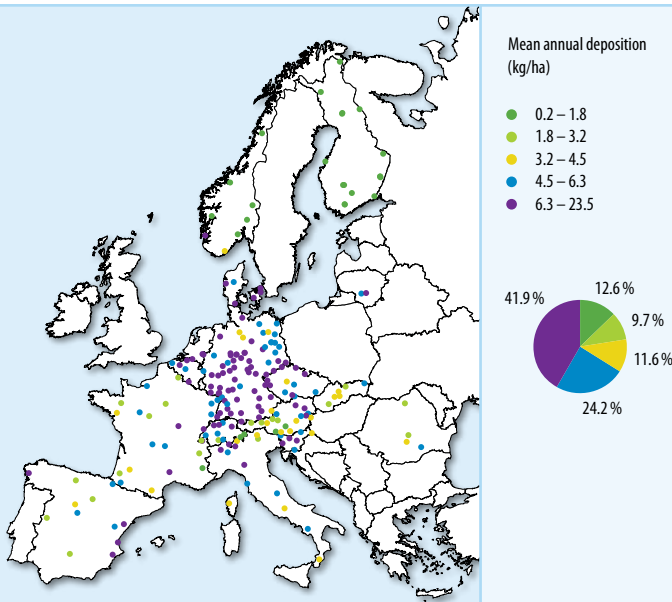 Mean annual deposition
(kg/ha)
0.2 – 1.8
1.8 – 3.2
3.2 – 4.5
4.5 – 6.3
6.3 – 23.5
41.9 %
12.6 %
9.7 %
11.6 %
24.2 %